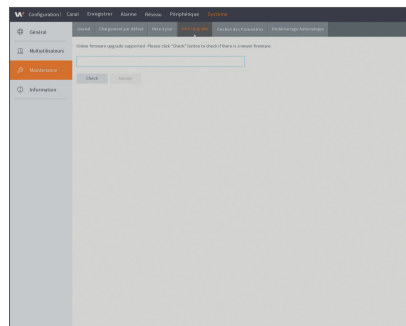 Configuration Canal Enregistrer Alarme Réseau Périphérique Système
Général
Multiutilisateurs
Maintenance
Information
Chargement par défaut Mise à jour Gestion des Paramètres Redémarrage Automatique
Online firmware upgrade supported. Please click "Check" button to check if there is a newer firmware.
Check